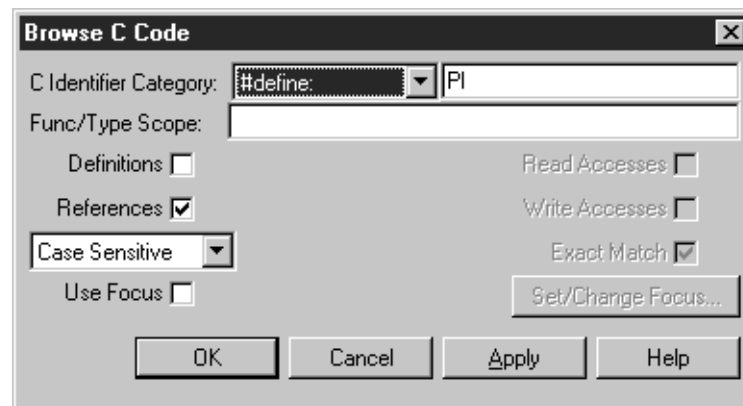 Browse C Code
C Identifier Category: #define: PI
Func/Type Scope:
Definitions Read Accesses
References Write Accesses
Case Sensitive Exact Match
Use Focus Set/Change Focus...
OK Cancel Apply Help